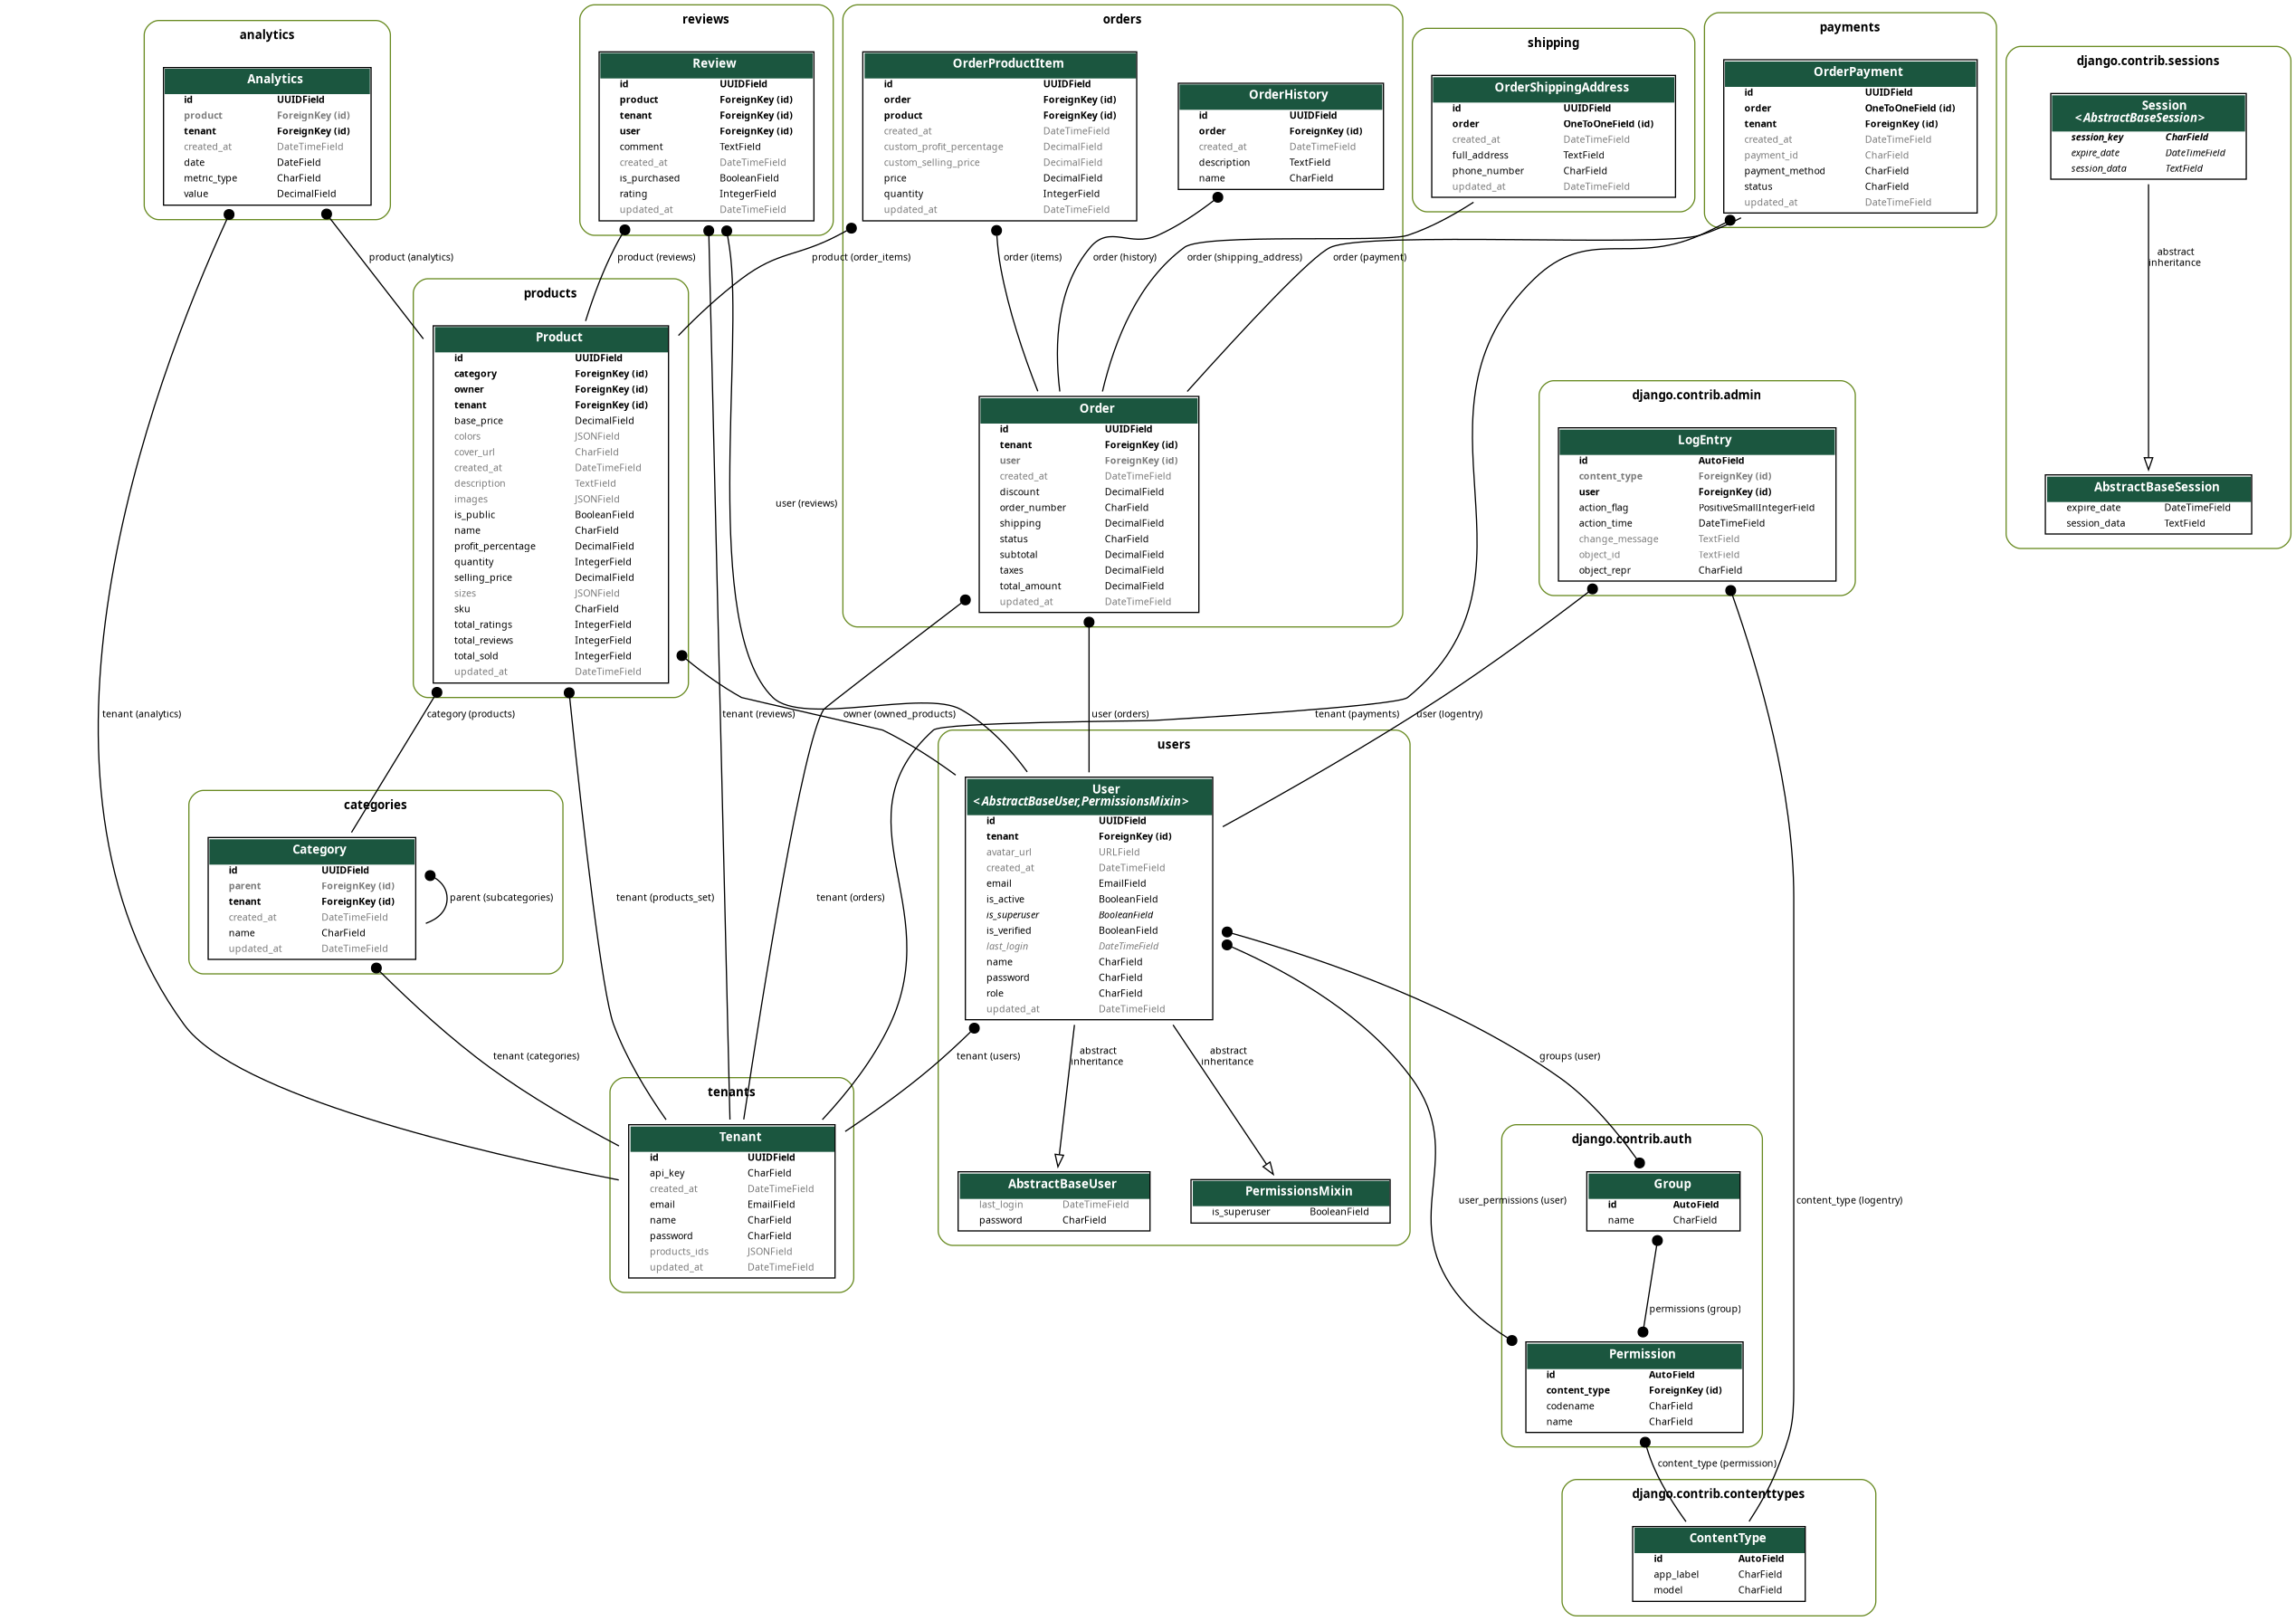 analytics
Analytics
id UUIDField
product ForeignKey (id)
tenant ForeignKey (id)
created_at DateTimeField
date DateField
metric_type CharField
value DecimalField
reviews
Review
id UUIDField
product ForeignKey (id)
tenant ForeignKey (id)
user ForeignKey (id)
comment TextField
created_at DateTimeField
is_purchased BooleanField
rating IntegerField
updated_at DateTimeField
orders
OrderProductItem
id UUIDField
order ForeignKey (id)
product ForeignKey (id)
created_at DateTimeField
custom_profit_percentage DecimalField
custom_selling_price DecimalField
price DecimalField
quantity IntegerField
updated_at DateTimeField
OrderHistory
id UUIDField
order ForeignKey (id)
created_at DateTimeField
description TextField
name CharField
shipping
OrderShippingAddress
id UUIDField
order OneToOneField (id)
created_at DateTimeField
full_address TextField
phone_number CharField
updated_at DateTimeField
payments
OrderPayment
id UUIDField
order OneToOneField (id)
tenant ForeignKey (id)
created_at DateTimeField
payment_id CharField
payment_method CharField
status CharField
updated_at DateTimeField
django.contrib.sessions
Session
<AbstractBaseSession>
session_key CharField
expire_date DateTimeField
session_data TextField
abstract
inheritance
AbstractBaseSession
expire_date DateTimeField
session_data TextField
product (analytics)
product (reviews)
product (order_items)
order (items)
order (history)
order (shipping_address)
order (payment)
products
Product
id UUIDField
category ForeignKey (id)
owner ForeignKey (id)
tenant ForeignKey (id)
base_price DecimalField
colors JSONField
cover_url CharField
created_at DateTimeField
description TextField
images JSONField
is_public BooleanField
name CharField
profit_percentage DecimalField
quantity IntegerField
selling_price DecimalField
sizes JSONField
sku CharField
total_ratings IntegerField
total_reviews IntegerField
total_sold IntegerField
updated_at DateTimeField
user (reviews)
Order
id UUIDField
tenant ForeignKey (id)
user ForeignKey (id)
created_at DateTimeField
discount DecimalField
order_number CharField
shipping DecimalField
status CharField
subtotal DecimalField
taxes DecimalField
total_amount DecimalField
updated_at DateTimeField
django.contrib.admin
LogEntry
id AutoField
content_type ForeignKey (id)
user ForeignKey (id)
action_flag PositiveSmallIntegerField
action_time DateTimeField
change_message TextField
object_id TextField
object_repr CharField
tenant (analytics)
category (products)
tenant (reviews)
owner (owned_products)
user (orders)
tenant (payments)
user (logentry)
categories
Category
id UUIDField
parent ForeignKey (id)
tenant ForeignKey (id)
created_at DateTimeField
name CharField
updated_at DateTimeField
parent (subcategories)
tenant (products_set)
tenant (orders)
users
User
<AbstractBaseUser,PermissionsMixin>
id UUIDField
tenant ForeignKey (id)
avatar_url URLField
created_at DateTimeField
email EmailField
is_active BooleanField
is_superuser BooleanField
is_verified BooleanField
last_login DateTimeField
name CharField
password CharField
role CharField
updated_at DateTimeField
tenant (categories)
tenant (users)
abstract
inheritance
abstract
inheritance
groups (user)
tenants
Tenant
id UUIDField
api_key CharField
created_at DateTimeField
email EmailField
name CharField
password CharField
products_ids JSONField
updated_at DateTimeField
AbstractBaseUser
last_login DateTimeField
password CharField
PermissionsMixin
is_superuser BooleanField
user_permissions (user)
django.contrib.auth
Group
id AutoField
name CharField
content_type (logentry)
permissions (group)
Permission
id AutoField
content_type ForeignKey (id)
codename CharField
name CharField
content_type (permission)
django.contrib.contenttypes
ContentType
id AutoField
app_label CharField
model CharField